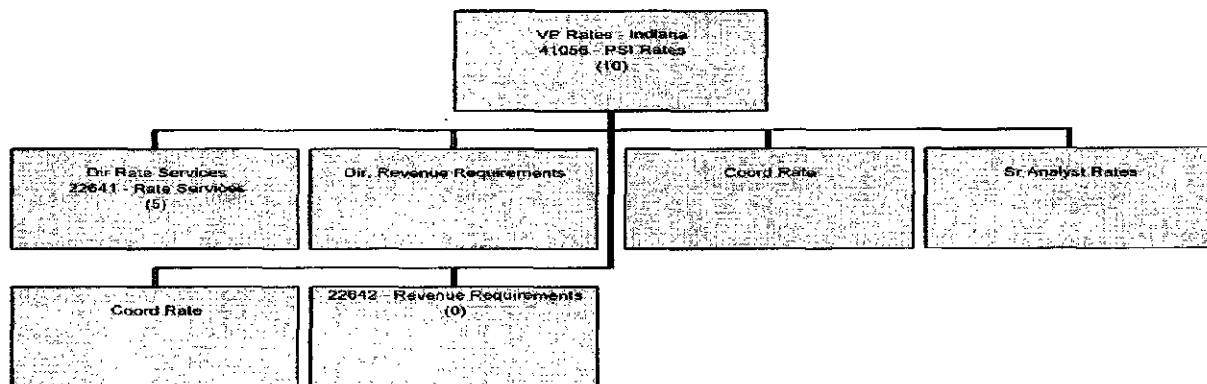 VP Rates - Indiana
41056 - PSI Rates
(10)
Dir Rate Services
22641 - Rate Services
(5)
Dir. Revenue Requirements
Coord Rate
Sr Analyst Rates
Coord Rate
22642 - Revenue Requirements
(0)